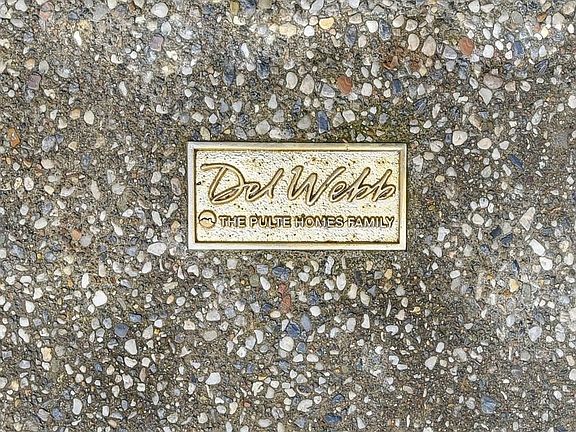 Del Webb
THE PULTE HOMES FAMILY